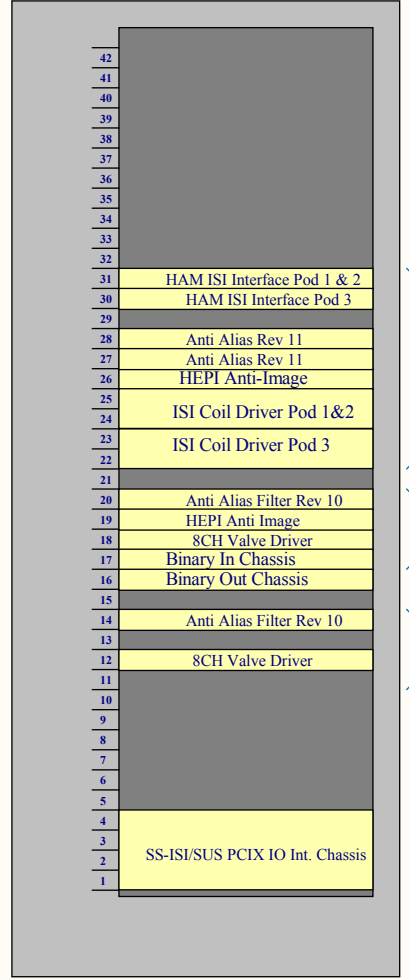 42
41
40
39
38
37
36
35
34
33
32
31 HAM ISI Interface Pod 1 & 2
30 HAM ISI Interface Pod 3
29
28 Anti Alias Rev 11
27 Anti Alias Rev 11
26 HEPI Anti-Image
25
ISI Coil Driver Pod 1&2
24
23
ISI Coil Driver Pod 3
22
21
20 Anti Alias Filter Rev 10
19 HEPI Anti Image
18 8CH Valve Driver
17 Binary In Chassis
16 Binary Out Chassis
15
14 Anti Alias Filter Rev 10
13
12 8CH Valve Driver
11
10
9
8
7
6
5
4
3
SS-ISI/SUS PCIX IO Int. Chassis
2
1